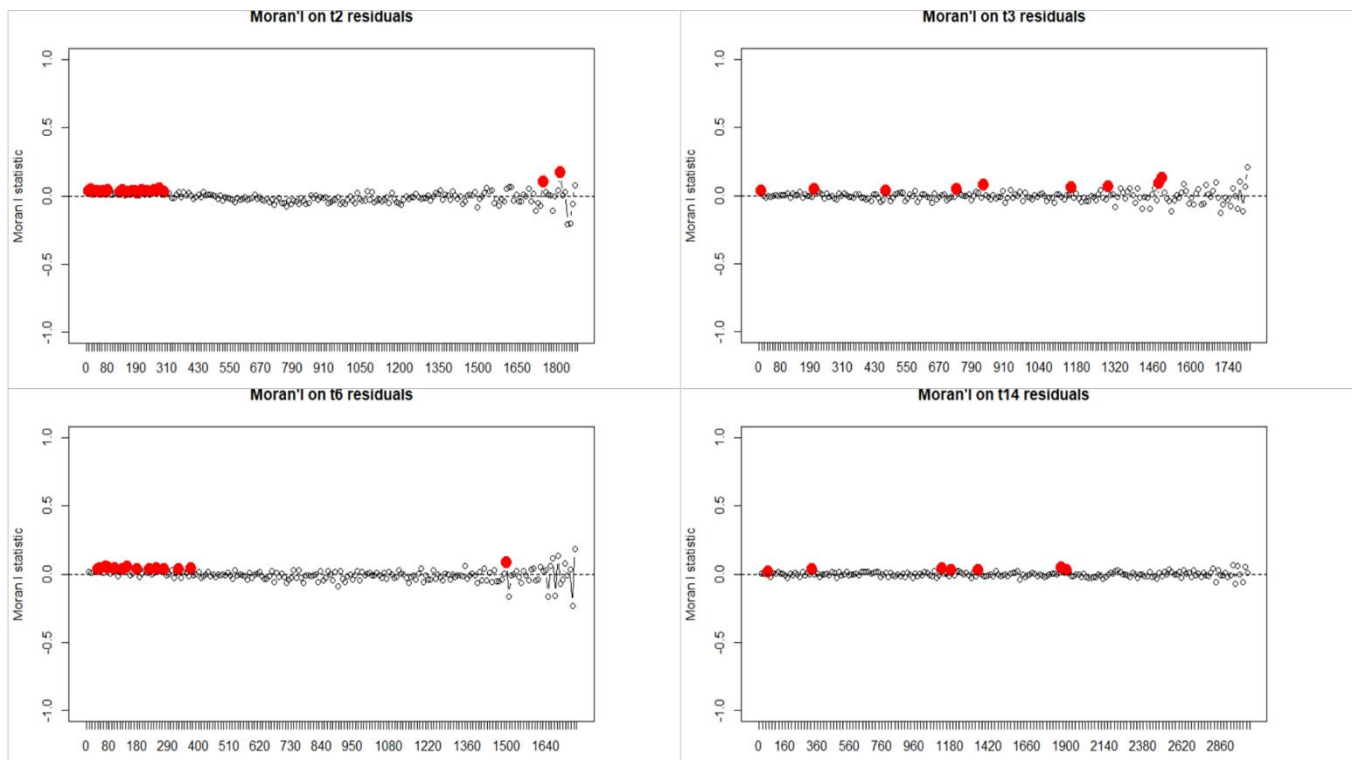 Moran'I on t2 residuals
Moran I statistic
1.0
0.5
0.0
-0.5
-1.0
0 80 190 310 430 550 670 790 910 1050 1200 1350 1500 1650 1800
Moran'I on t3 residuals
Moran I statistic
1.0
0.5
0.0
-0.5
-1.0
0 80 190 310 430 550 670 790 910 1040 1180 1320 1460 1600 1740
Moran'I on t6 residuals
Moran I statistic
1.0
0.5
0.0
-0.5
-1.0
0 80 180 290 400 510 620 730 840 950 1080 1220 1360 1500 1640
Moran'I on t14 residuals
Moran I statistic
1.0
0.5
0.0
-0.5
-1.0
0 160 360 560 760 960 1180 1420 1660 1900 2140 2380 2620 2860